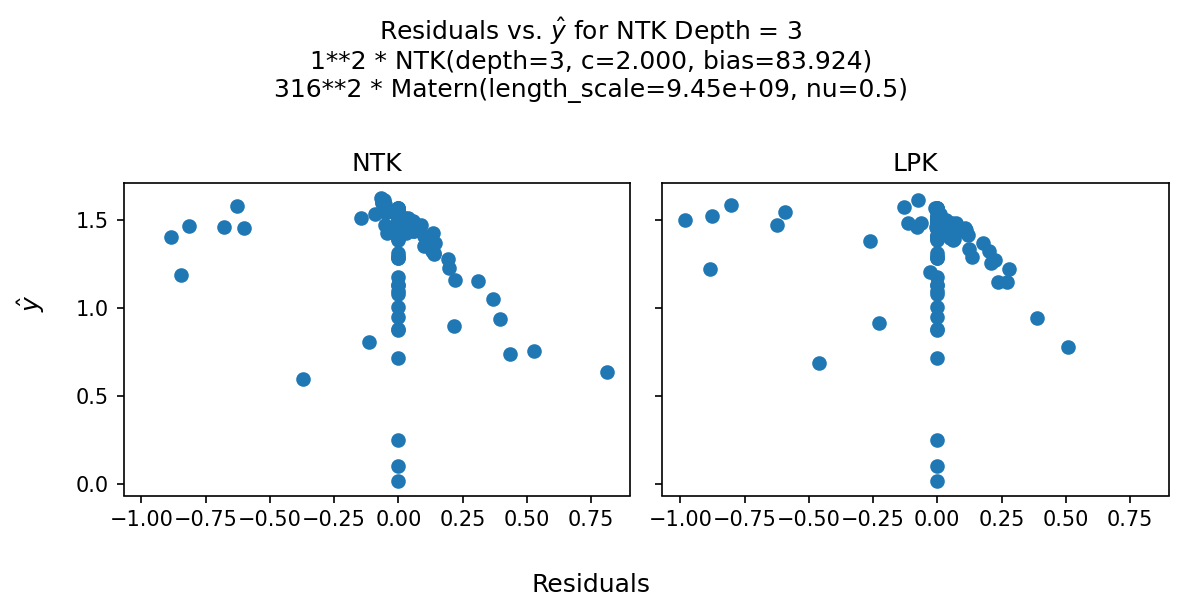 Residuals vs. ŷ for NTK Depth = 3
1**2 * NTK(depth=3, c=2.000, bias=83.924)
316**2 * Matern(length_scale=9.45e+09, nu=0.5)
NTK
LPK
1.5
1.0
0.5
0.0
ŷ
−1.00 −0.75 −0.50 −0.25 0.00 0.25 0.50 0.75
−1.00 −0.75 −0.50 −0.25 0.00 0.25 0.50 0.75
Residuals